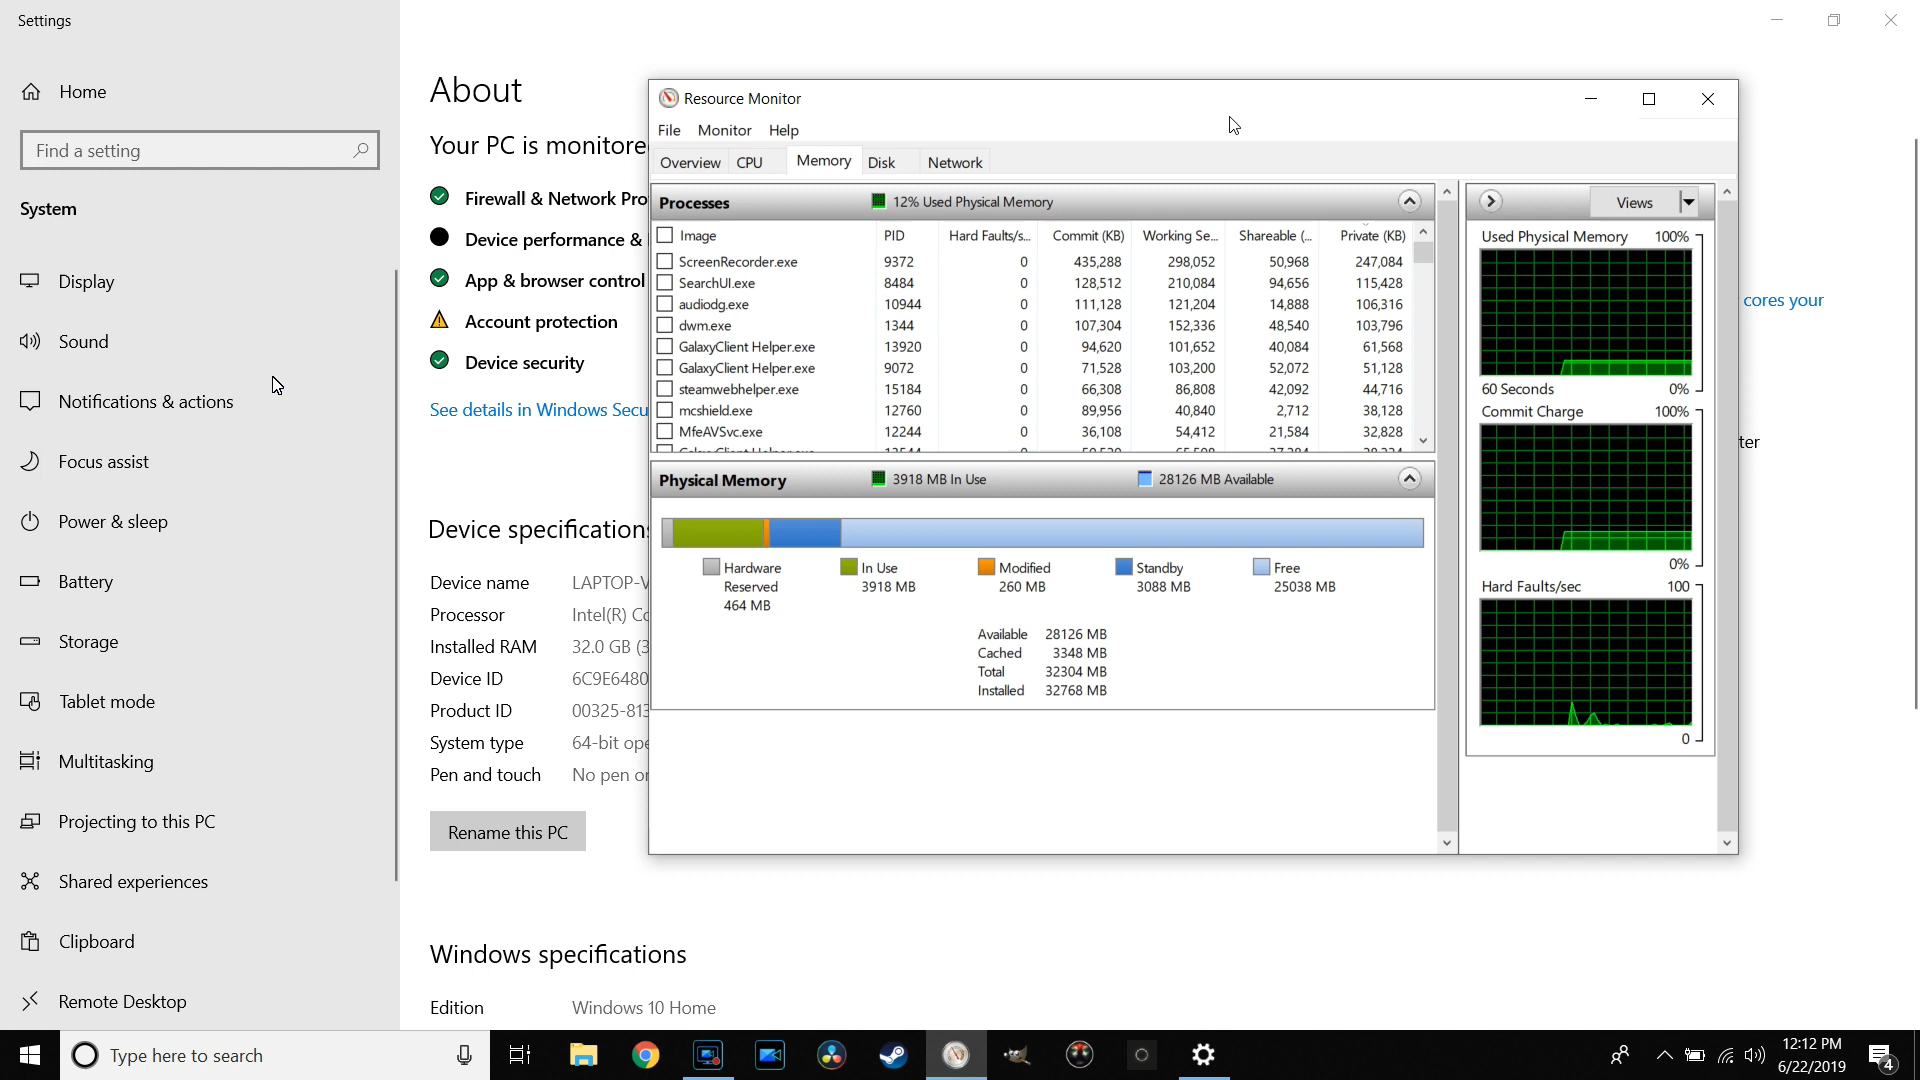 Settings
Home
Find a setting
System
Display
Sound
Notifications & actions
Focus assist
Power & sleep
Battery
Storage
Tablet mode
Multitasking
Projecting to this PC
Shared experiences
Clipboard
Remote Desktop
About
Your PC is monitore
Firewall & Network Pro
Device performance &
App & browser control
Account protection
Device security
See details in Windows Secu
Device specifications
Device name LAPTOP-V
Processor Intel(R) Co
Installed RAM 32.0 GB (3
Device ID 6C9E6480
Product ID 00325-813
System type 64-bit ope
Pen and touch No pen or
Rename this PC
Windows specifications
Edition Windows 10 Home
cores your
ter
Resource Monitor
File Monitor Help
Overview CPU Memory Disk Network
Processes 12% Used Physical Memory
Image PID Hard Faults/s... Commit (KB) Working Se... Shareable (... Private (KB)
ScreenRecorder.exe 9372 0 435,288 298,052 50,968 247,084
SearchUI.exe 8484 0 128,512 210,084 94,656 115,428
audiodg.exe 10944 0 111,128 121,204 14,888 106,316
dwm.exe 1344 0 107,304 152,336 48,540 103,796
GalaxyClient Helper.exe 13920 0 94,620 101,652 40,084 61,568
GalaxyClient Helper.exe 9072 0 71,528 103,200 52,072 51,128
steamwebhelper.exe 15184 0 66,308 86,808 42,092 44,716
mcshield.exe 12760 0 89,956 40,840 2,712 38,128
MfeAVSvc.exe 12244 0 36,108 54,412 21,584 32,828
Physical Memory 3918 MB In Use 28126 MB Available
Hardware Reserved 464 MB
In Use 3918 MB
Modified 260 MB
Standby 3088 MB
Free 25038 MB
Available 28126 MB
Cached 3348 MB
Total 32304 MB
Installed 32768 MB
Views
Used Physical Memory 100%
60 Seconds 0%
Commit Charge 100%
0%
Hard Faults/sec 100
0
Type here to search
12:12 PM
6/22/2019
4